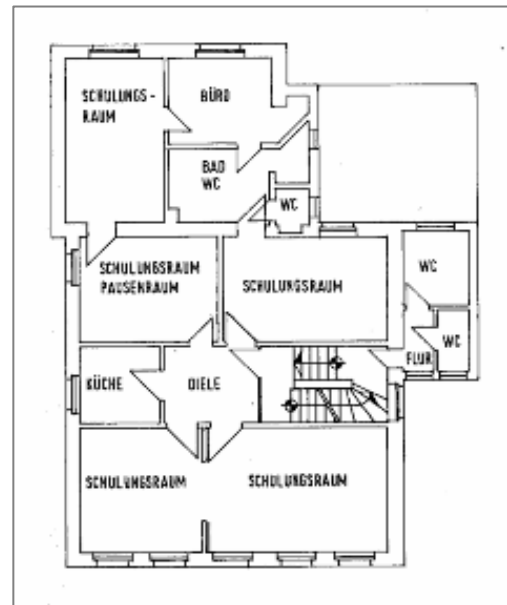 SCHULUNGS-
RAUM
BÜRO
BAD
WC
WC
SCHULUNGSRAUM
PAUSENRAUM
SCHULUNGSRAUM
WC
WC
FLUR
KÜCHE
DIELE
SCHULUNGSRAUM
SCHULUNGSRAUM